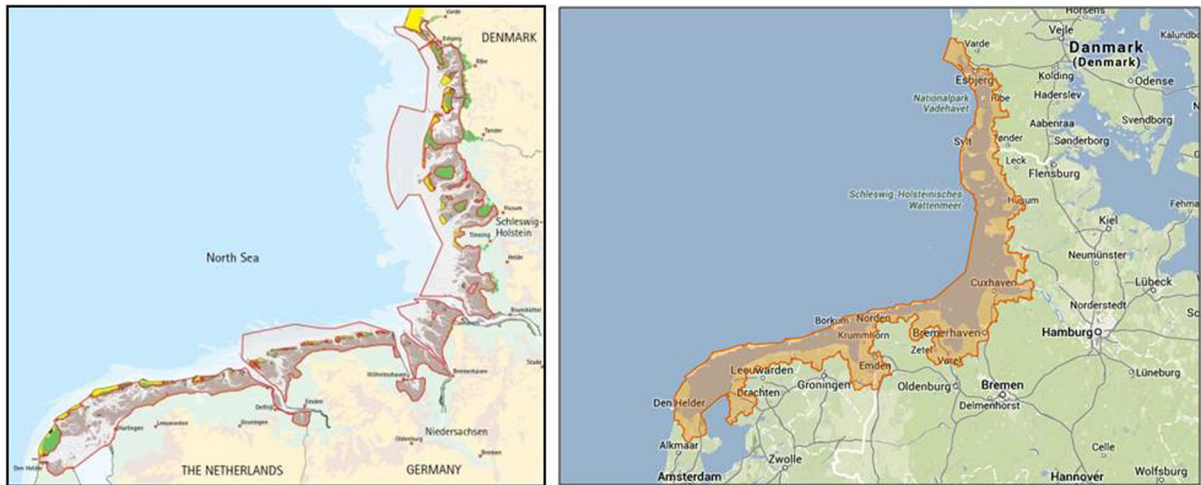 Varde
Esbjerg
DENMARK
Ribe
Tønder
Husum
Schleswig-
Holstein
Tönning
Heide
North Sea
Brunsbüttel
Cuxhaven
Stade
Wilhelmshaven
Bremerhaven
Emden
Delfzijl
Harlingen
Leeuwarden
Groningen
Niedersachsen
Oldenburg
Bremen
Den Helder
THE NETHERLANDS
GERMANY
Horsens
Varde
Vejle
Kalundborg
Danmark
(Denmark)
Esbjerg
Kolding
Odense
Nationalpark
Vadehavet
Ribe
Haderslev
Svendborg
Aabenraa
Sylt
Tønder
Sønderborg
Leck
Flensburg
Schleswig-Holsteinisches
Wattenmeer
Husum
Fehma
Kiel
Neumünster
Cuxhaven
Lübeck
Norderstedt
Borkum
Norden
Krummhörn
Bremerhaven
Hamburg
Zetel
Varel
Leeuwarden
Emden
Lüneburg
Groningen
Oldenburg
Bremen
Den Helder
Drachten
Delmenhorst
Alkmaar
Celle
Zwolle
Amsterdam
Hannover
Wolfsburg